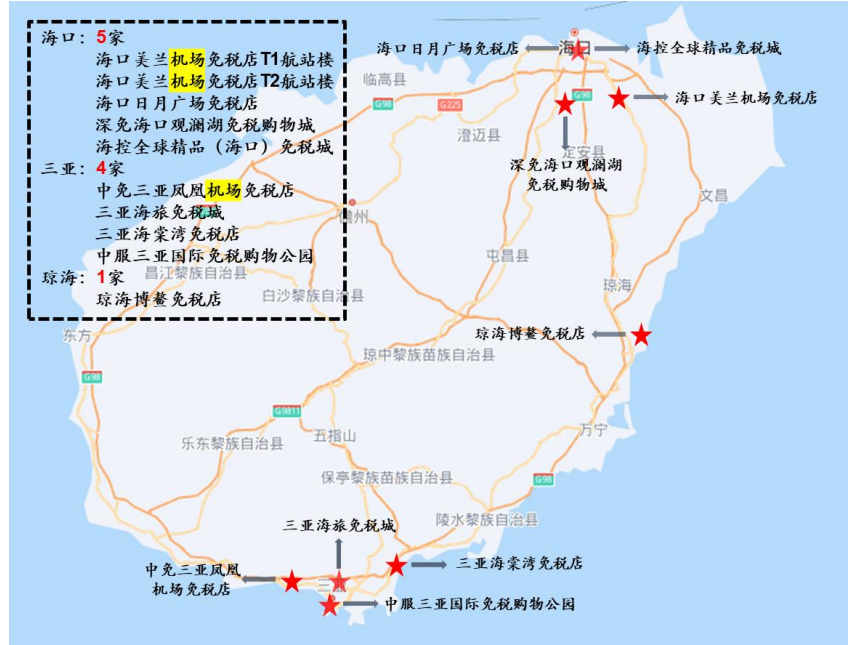 海口：5家
海口美兰机场免税店T1航站楼
海口美兰机场免税店T2航站楼
海口日月广场免税店
深免海口观澜湖免税购物城
海控全球精品（海口）免税城
三亚：4家
中免三亚凤凰机场免税店
三亚海旅免税城
三亚海棠湾免税店
中服三亚国际免税购物公园
琼海：1家
琼海博鳌免税店
海口日月广场免税店
海口
海控全球精品免税城
临高县
G98
G225
G98
海口美兰机场免税店
澄迈县
定安县
深免海口观澜湖
免税购物城
文昌
儋州
屯昌县
昌江黎族自治县
琼海
白沙黎族自治县
东方
琼海博鳌免税店
琼中黎族苗族自治县
G98
G9811
万宁
乐东黎族自治县
五指山
保亭黎族苗族自治县
G98
陵水黎族自治县
三亚海旅免税城
中免三亚凤凰
机场免税店
三亚海棠湾免税店
中服三亚国际免税购物公园